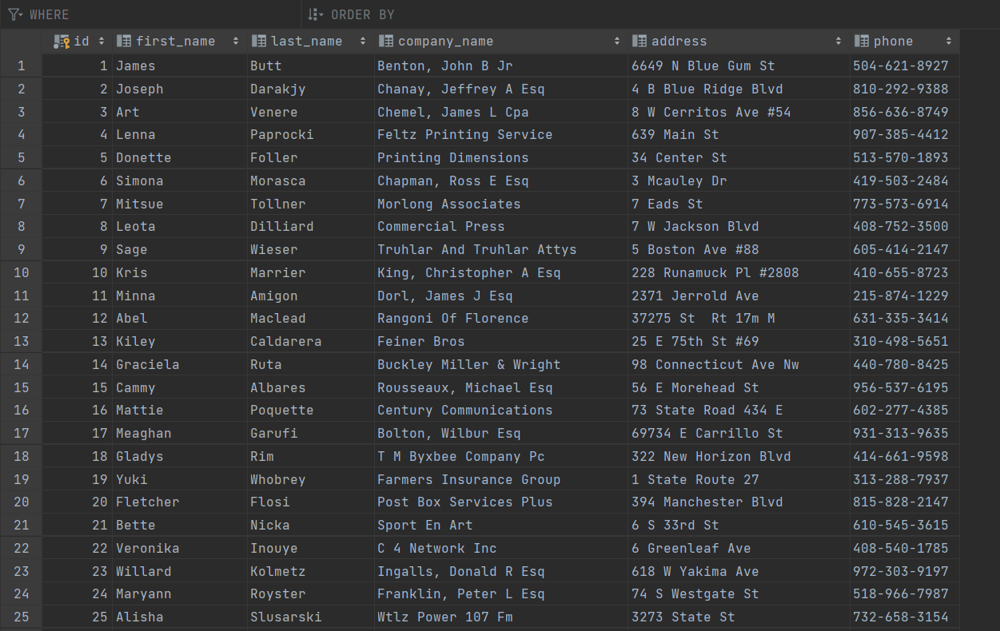 WHERE ORDER BY
id first_name last_name company_name address phone
1 1 James Butt Benton, John B Jr 6649 N Blue Gum St 504-621-8927
2 2 Joseph Darakjy Chanay, Jeffrey A Esq 4 B Blue Ridge Blvd 810-292-9388
3 3 Art Venere Chemel, James L Cpa 8 W Cerritos Ave #54 856-636-8749
4 4 Lenna Paprocki Feltz Printing Service 639 Main St 907-385-4412
5 5 Donette Foller Printing Dimensions 34 Center St 513-570-1893
6 6 Simona Morasca Chapman, Ross E Esq 3 Mcauley Dr 419-503-2484
7 7 Mitsue Tollner Morlong Associates 7 Eads St 773-573-6914
8 8 Leota Dilliard Commercial Press 7 W Jackson Blvd 408-752-3500
9 9 Sage Wieser Truhlar And Truhlar Attys 5 Boston Ave #88 605-414-2147
10 10 Kris Marrier King, Christopher A Esq 228 Runamuck Pl #2808 410-655-8723
11 11 Minna Amigon Dorl, James J Esq 2371 Jerrold Ave 215-874-1229
12 12 Abel Maclead Rangoni Of Florence 37275 St  Rt 17m M 631-335-3414
13 13 Kiley Caldarera Feiner Bros 25 E 75th St #69 310-498-5651
14 14 Graciela Ruta Buckley Miller & Wright 98 Connecticut Ave Nw 440-780-8425
15 15 Cammy Albares Rousseaux, Michael Esq 56 E Morehead St 956-537-6195
16 16 Mattie Poquette Century Communications 73 State Road 434 E 602-277-4385
17 17 Meaghan Garufi Bolton, Wilbur Esq 69734 E Carrillo St 931-313-9635
18 18 Gladys Rim T M Byxbee Company Pc 322 New Horizon Blvd 414-661-9598
19 19 Yuki Whobrey Farmers Insurance Group 1 State Route 27 313-288-7937
20 20 Fletcher Flosi Post Box Services Plus 394 Manchester Blvd 815-828-2147
21 21 Bette Nicka Sport En Art 6 S 33rd St 610-545-3615
22 22 Veronika Inouye C 4 Network Inc 6 Greenleaf Ave 408-540-1785
23 23 Willard Kolmetz Ingalls, Donald R Esq 618 W Yakima Ave 972-303-9197
24 24 Maryann Royster Franklin, Peter L Esq 74 S Westgate St 518-966-7987
25 25 Alisha Slusarski Wtlz Power 107 Fm 3273 State St 732-658-3154